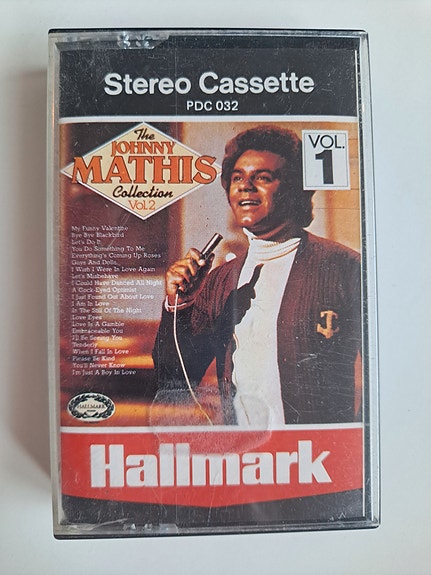 Stereo Cassette
PDC 032
The
JOHNNY
MATHIS
Collection
Vol.2
VOL.
1
My Funny Valentine
Bye Bye Blackbird
Let's Do It
You Do Something To Me
Everything's Coming Up Roses
Guys And Dolls
I Wish I Were In Love Again
Let's Misbehave
I Could Have Danced All Night
A Cock-Eyed Optimist
I Just Found Out About Love
I Am In Love
In The Still Of The Night
Love Eyes
Love Is A Gamble
Embraceable You
I'll Be Seeing You
Tenderly
When I Fall In Love
Please Be Kind
You'll Never Know
I'm Just A Boy In Love
HALLMARK
Hallmark